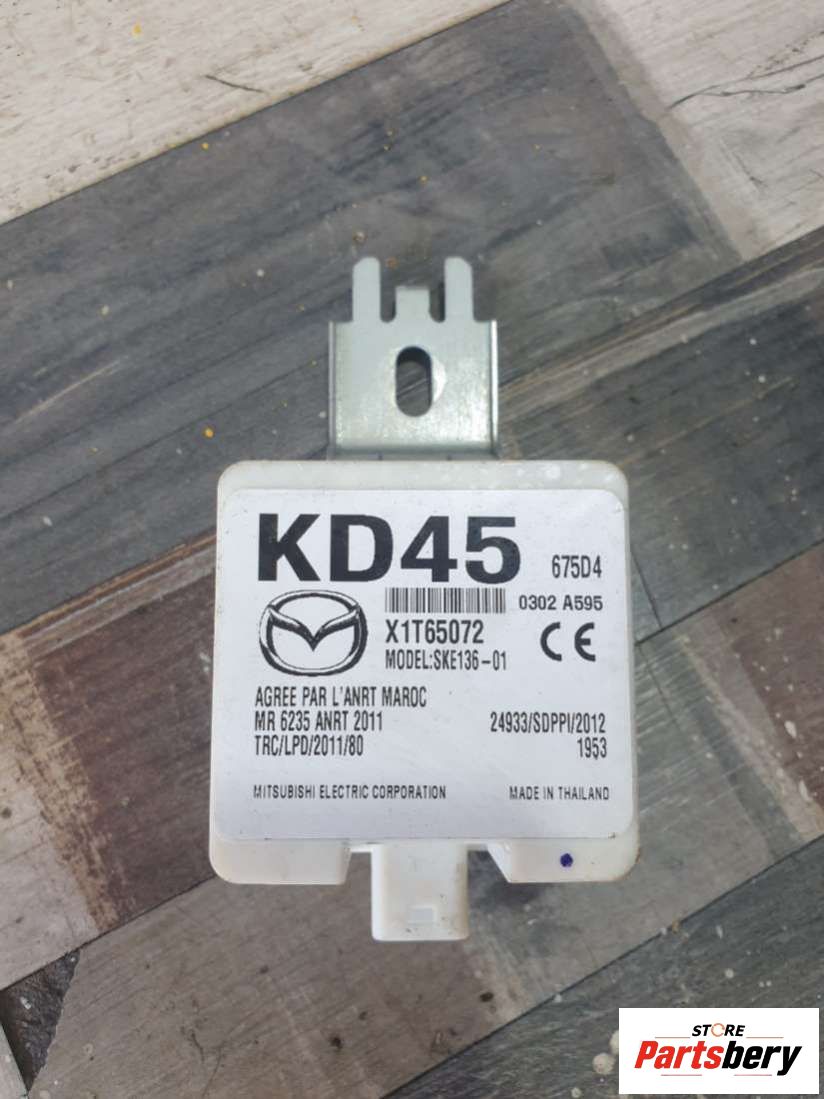 KD45 675D4
0302 A595
X1T65072
MODEL:SKE136-01
CE
AGREE PAR L'ANRT MAROC
MR 6235 ANRT 2011 24933/SDPPI/2012
TRC/LPD/2011/80 1953
MITSUBISHI ELECTRIC CORPORATION MADE IN THAILAND
STORE
Partsbery